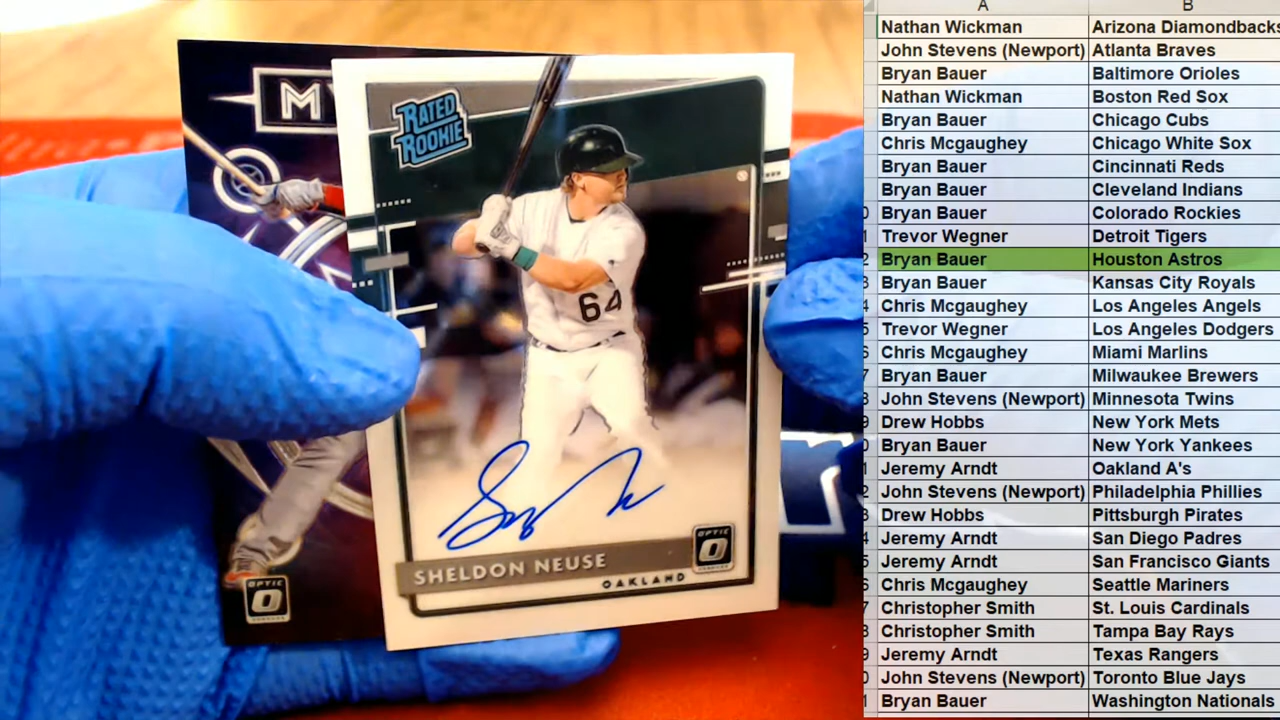 RATED
ROOKIE
64
SHELDON NEUSE
OAKLAND
OPTIC
OPTIC
A B
Nathan Wickman Arizona Diamondbacks
John Stevens (Newport) Atlanta Braves
Bryan Bauer Baltimore Orioles
Nathan Wickman Boston Red Sox
Bryan Bauer Chicago Cubs
Chris Mcgaughey Chicago White Sox
Bryan Bauer Cincinnati Reds
Bryan Bauer Cleveland Indians
Bryan Bauer Colorado Rockies
Trevor Wegner Detroit Tigers
Bryan Bauer Houston Astros
Bryan Bauer Kansas City Royals
Chris Mcgaughey Los Angeles Angels
Trevor Wegner Los Angeles Dodgers
Chris Mcgaughey Miami Marlins
Bryan Bauer Milwaukee Brewers
John Stevens (Newport) Minnesota Twins
Drew Hobbs New York Mets
Bryan Bauer New York Yankees
Jeremy Arndt Oakland A's
John Stevens (Newport) Philadelphia Phillies
Drew Hobbs Pittsburgh Pirates
Jeremy Arndt San Diego Padres
Jeremy Arndt San Francisco Giants
Chris Mcgaughey Seattle Mariners
Christopher Smith St. Louis Cardinals
Christopher Smith Tampa Bay Rays
Jeremy Arndt Texas Rangers
John Stevens (Newport) Toronto Blue Jays
Bryan Bauer Washington Nationals